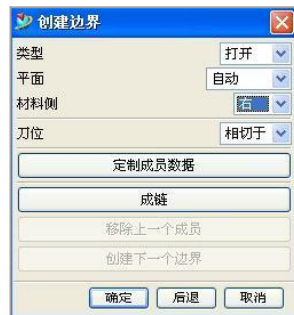 创建边界
类型 打开
平面 自动
材料侧 右
刀位 相切于
定制成员数据
成链
移除上一个成员
创建下一个边界
确定 后退 取消